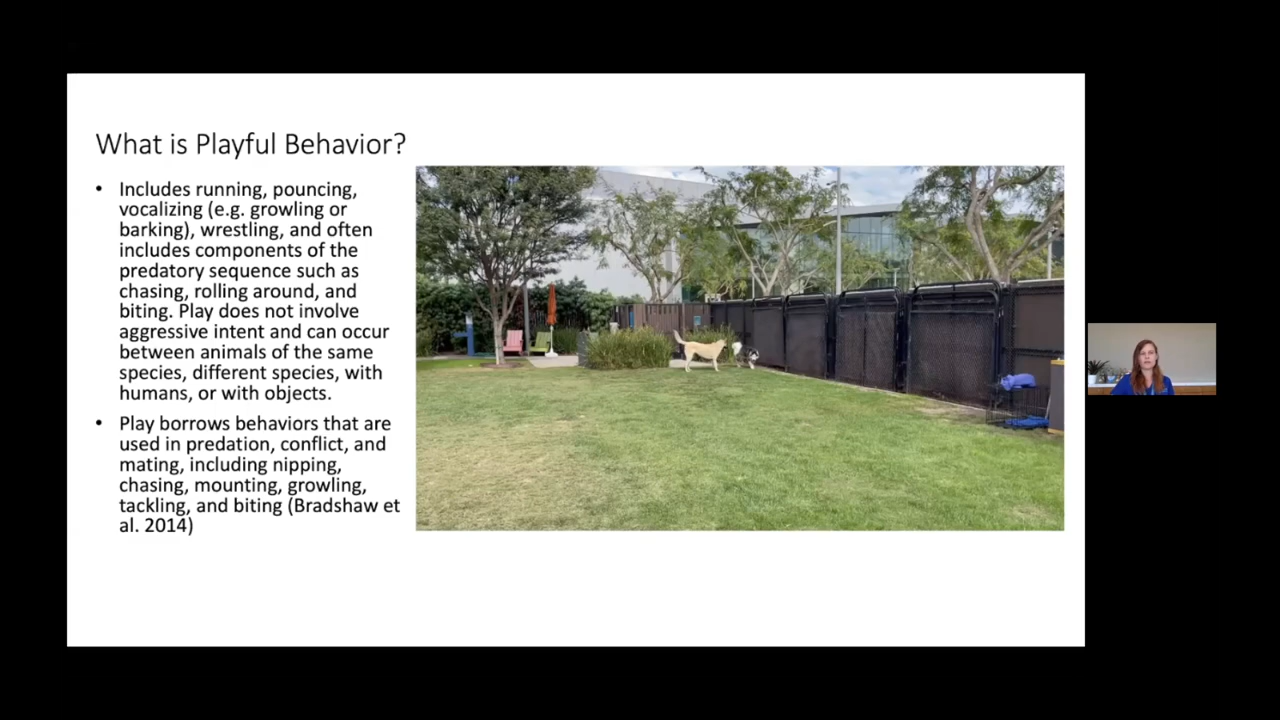 What is Playful Behavior?
• Includes running, pouncing,
vocalizing (e.g. growling or
barking), wrestling, and often
includes components of the
predatory sequence such as
chasing, rolling around, and
biting. Play does not involve
aggressive intent and can occur
between animals of the same
species, different species, with
humans, or with objects.
• Play borrows behaviors that are
used in predation, conflict, and
mating, including nipping,
chasing, mounting, growling,
tackling, and biting (Bradshaw et
al. 2014)